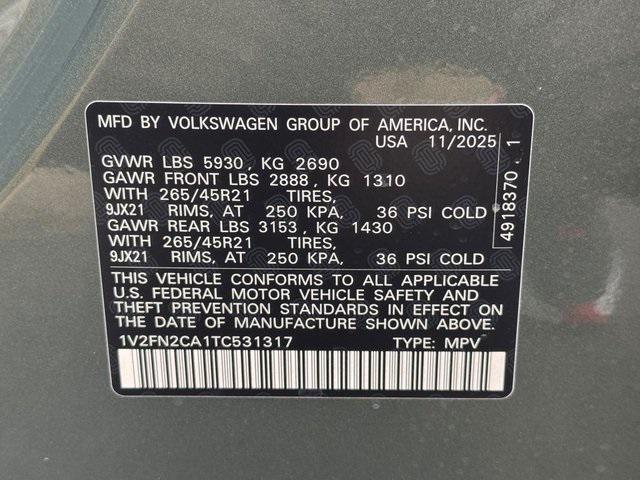 MFD BY VOLKSWAGEN GROUP OF AMERICA, INC.
USA 11/2025
GVWR LBS 5930, KG 2690
GAWR FRONT LBS 2888, KG 1310
WITH 265/45R21 TIRES,
9JX21 RIMS, AT 250 KPA, 36 PSI COLD
GAWR REAR LBS 3153, KG 1430
WITH 265/45R21 TIRES,
9JX21 RIMS, AT 250 KPA, 36 PSI COLD
THIS VEHICLE CONFORMS TO ALL APPLICABLE
U.S. FEDERAL MOTOR VEHICLE SAFETY AND
THEFT PREVENTION STANDARDS IN EFFECT ON
THE DATE OF MANUFACTURE SHOWN ABOVE.
1V2FN2CA1TC531317 TYPE: MPV
4918370 1